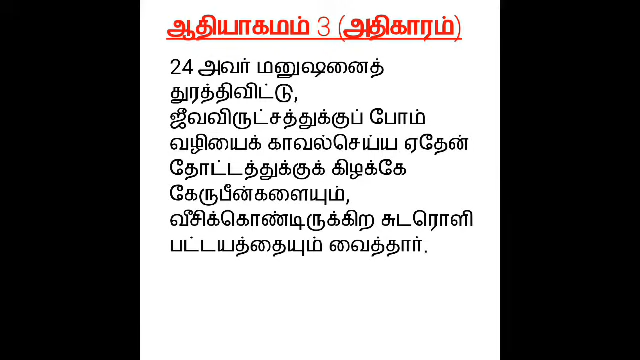 ஆதியாகமம் 3 (அதிகாரம்)
24 அவர் மனுஷனைத்
துரத்திவிட்டு,
ஜீவவிருட்சத்துக்குப் போம்
வழியைக் காவல்செய்ய ஏதேன்
தோட்டத்துக்குக் கிழக்கே
கேருபீன்களையும்,
வீசிக்கொண்டிருக்கிற சுடரொளி
பட்டயத்தையும் வைத்தார்.